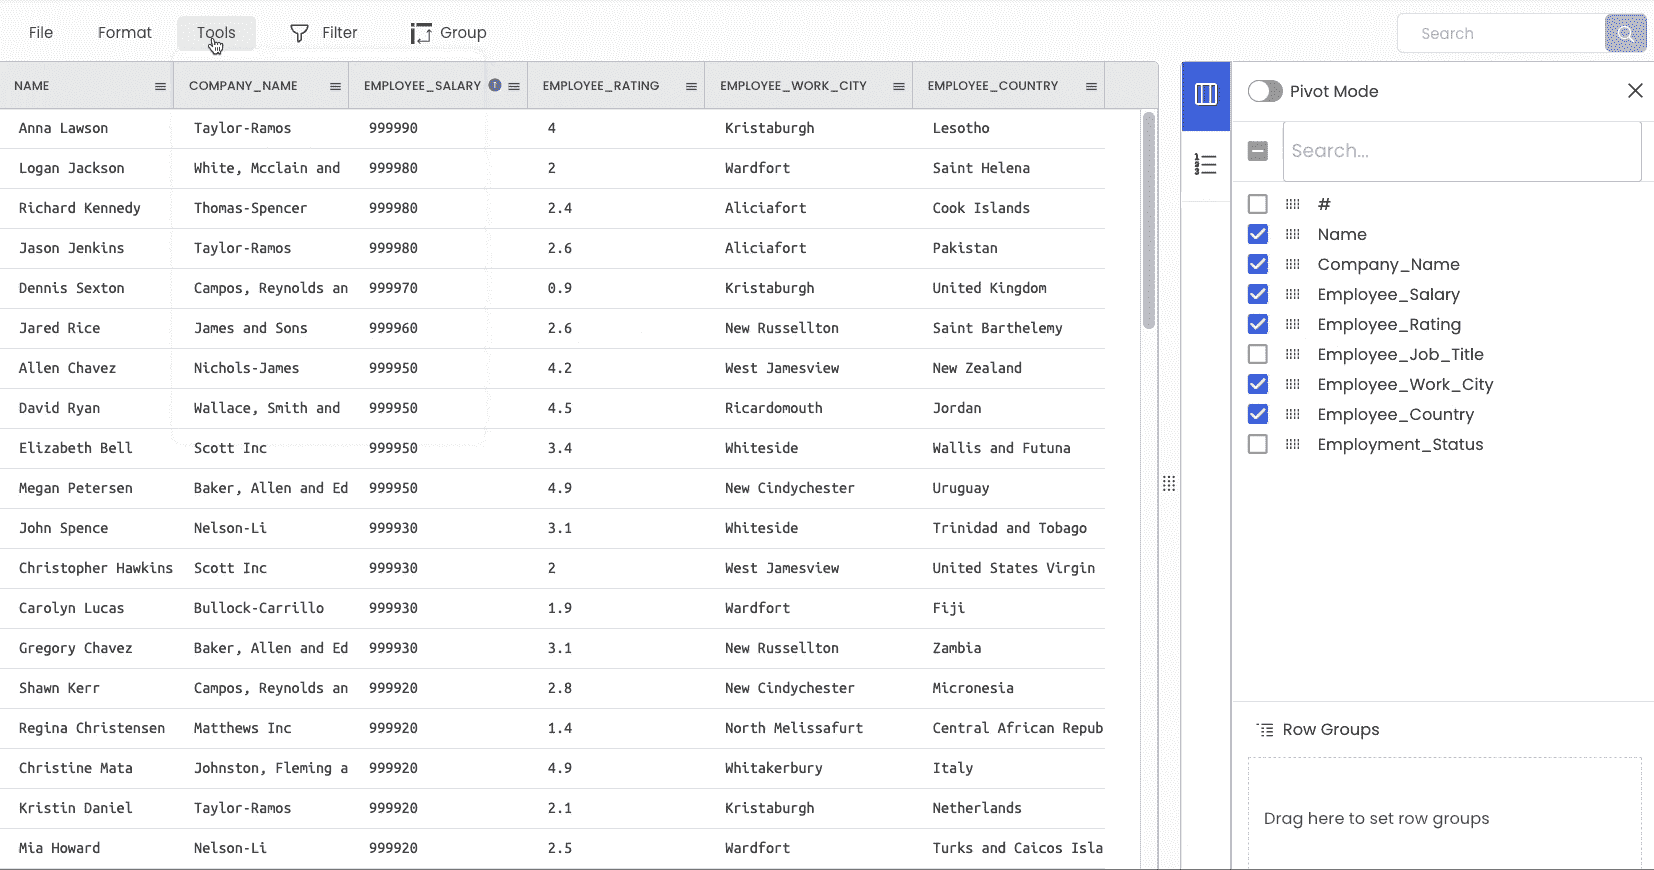 File Format Tools Filter Group Search
NAME COMPANY_NAME EMPLOYEE_SALARY EMPLOYEE_RATING EMPLOYEE_WORK_CITY EMPLOYEE_COUNTRY
Anna Lawson Taylor-Ramos 999990 4 Kristaburgh Lesotho
Logan Jackson White, Mcclain and 999980 2 Wardfort Saint Helena
Richard Kennedy Thomas-Spencer 999980 2.4 Aliciafort Cook Islands
Jason Jenkins Taylor-Ramos 999980 2.6 Aliciafort Pakistan
Dennis Sexton Campos, Reynolds an 999970 0.9 Kristaburgh United Kingdom
Jared Rice James and Sons 999960 2.6 New Russellton Saint Barthelemy
Allen Chavez Nichols-James 999950 4.2 West Jamesview New Zealand
David Ryan Wallace, Smith and 999950 4.5 Ricardomouth Jordan
Elizabeth Bell Scott Inc 999950 3.4 Whiteside Wallis and Futuna
Megan Petersen Baker, Allen and Ed 999950 4.9 New Cindychester Uruguay
John Spence Nelson-Li 999930 3.1 Whiteside Trinidad and Tobago
Christopher Hawkins Scott Inc 999930 2 West Jamesview United States Virgin
Carolyn Lucas Bullock-Carrillo 999930 1.9 Wardfort Fiji
Gregory Chavez Baker, Allen and Ed 999930 3.1 New Russellton Zambia
Shawn Kerr Campos, Reynolds an 999920 2.8 New Cindychester Micronesia
Regina Christensen Matthews Inc 999920 1.4 North Melissafurt Central African Repub
Christine Mata Johnston, Fleming a 999920 4.9 Whitakerbury Italy
Kristin Daniel Taylor-Ramos 999920 2.1 Kristaburgh Netherlands
Mia Howard Nelson-Li 999920 2.5 Wardfort Turks and Caicos Isla
Pivot Mode
Search...
#
Name
Company_Name
Employee_Salary
Employee_Rating
Employee_Job_Title
Employee_Work_City
Employee_Country
Employment_Status
Row Groups
Drag here to set row groups